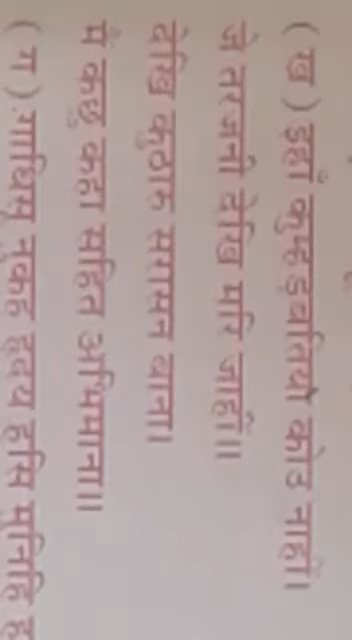 (ख) इहाँ कुम्हड़बतियाँ कोउ नाहीं।
जे तरजनी देखि मरि जाहीं।।
देखि कुठारु सरासन बाना।
मैं कछु कहा सहित अभिमाना।।
(ग) गाधिसु नुकह हृदय हसि मुनिहि